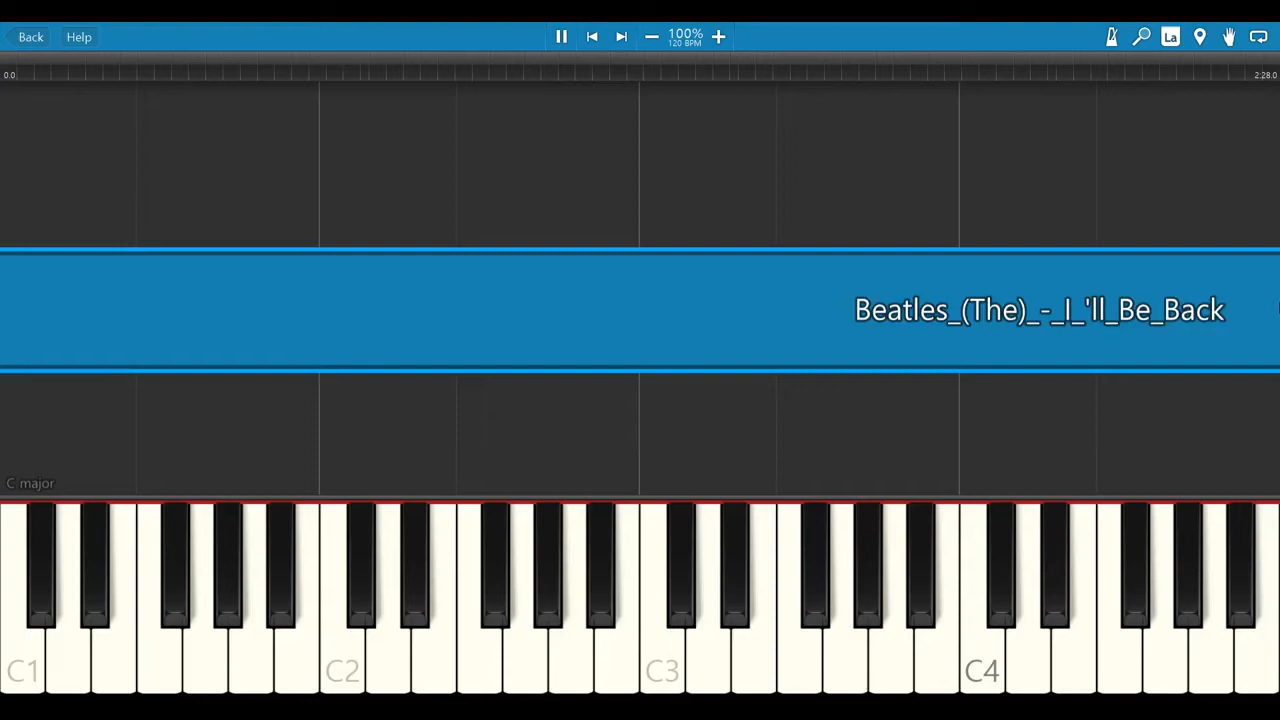 Back Help 100% La
120 BPM
0.0 2:28.0
Beatles_(The)_-_I_'ll_Be_Back
C major
C1 C2 C3 C4